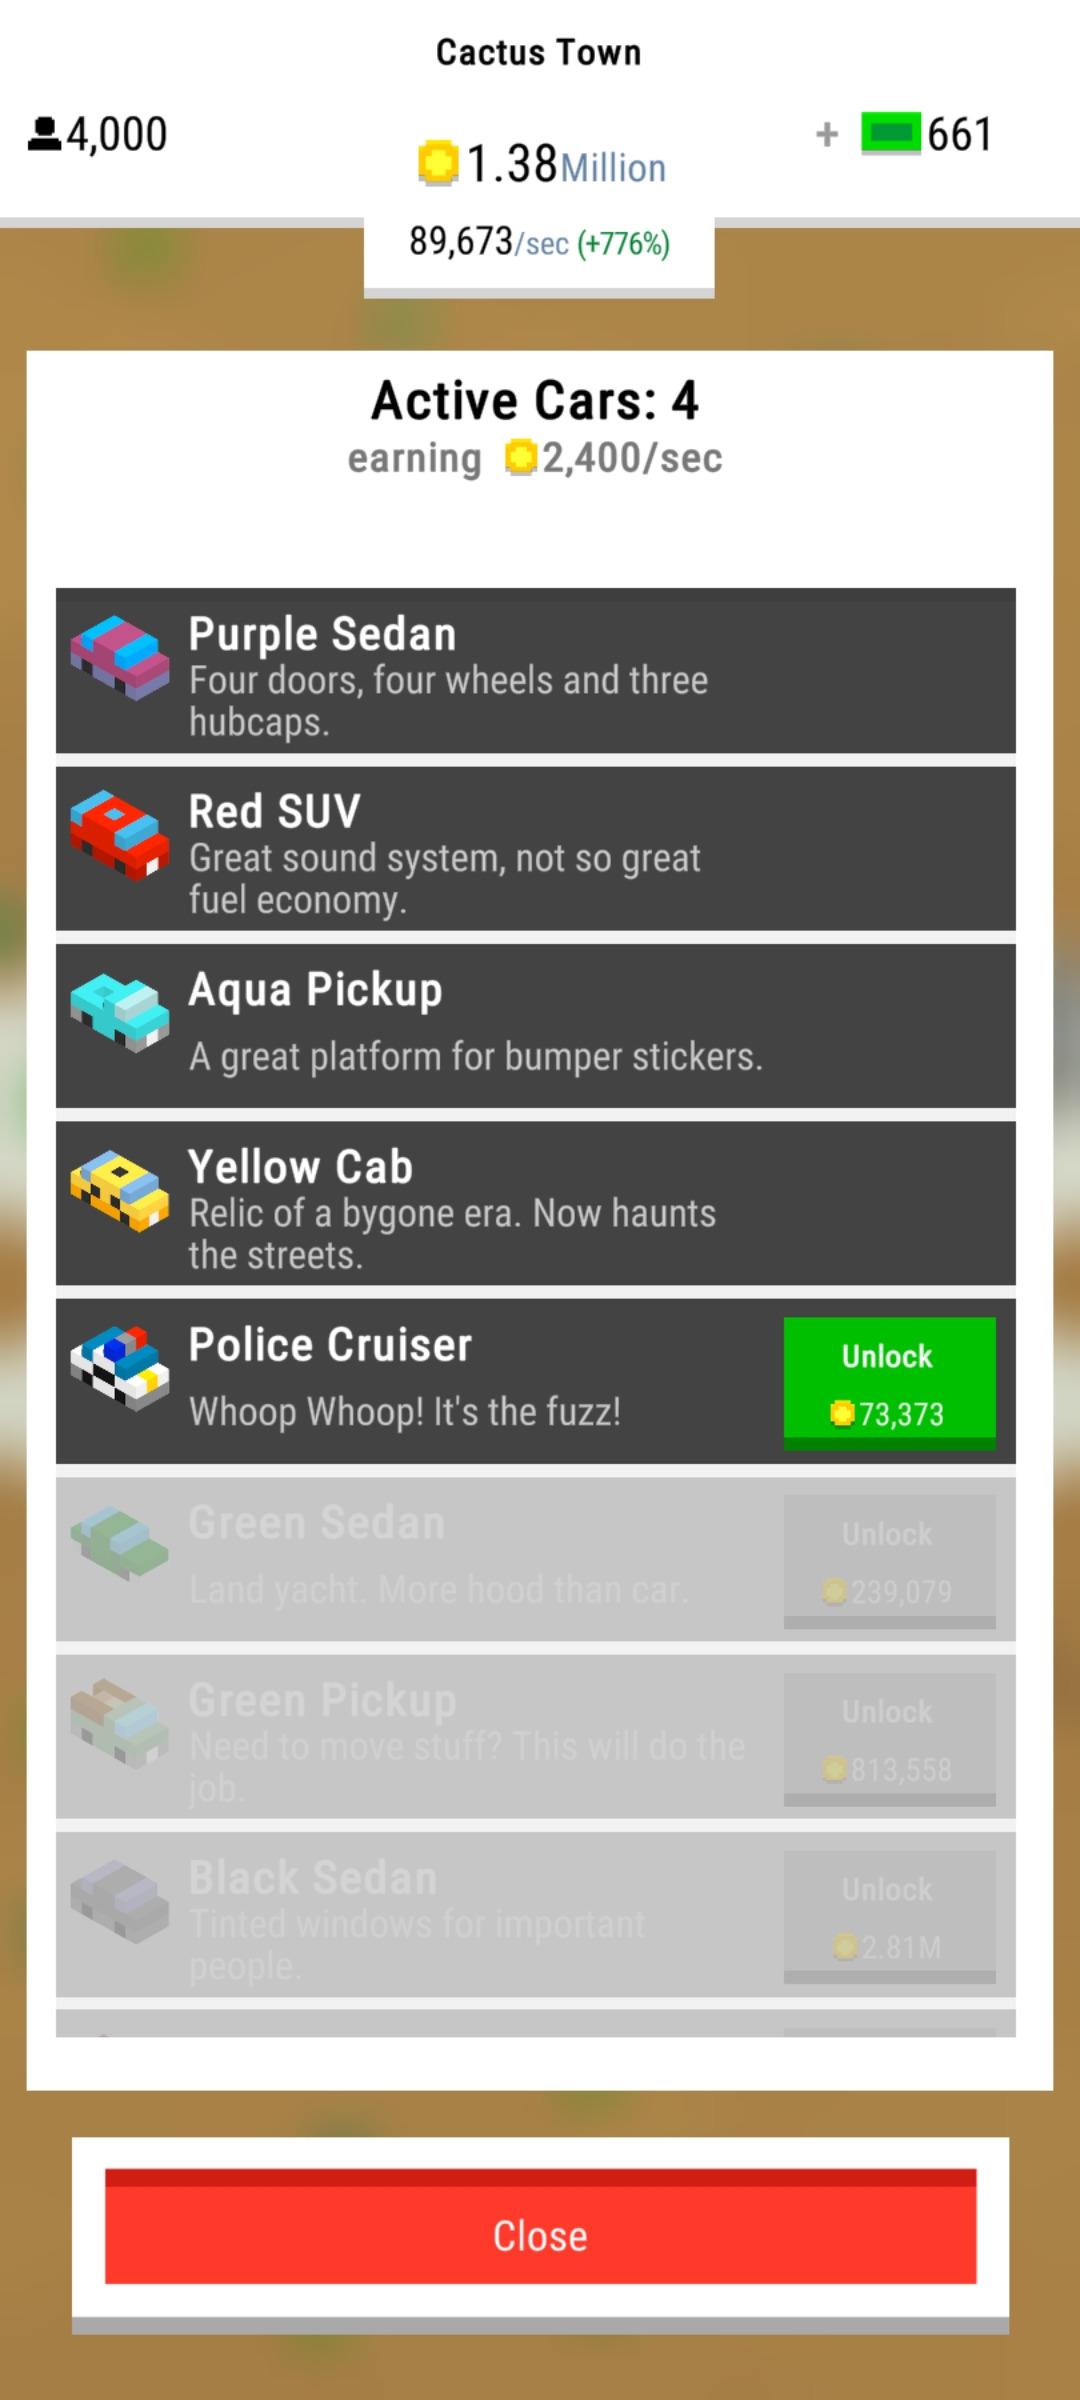 Cactus Town
4,000
1.38Million
+ 661
89,673/sec (+776%)
Active Cars: 4
earning 2,400/sec
Purple Sedan
Four doors, four wheels and three
hubcaps.
Red SUV
Great sound system, not so great
fuel economy.
Aqua Pickup
A great platform for bumper stickers.
Yellow Cab
Relic of a bygone era. Now haunts
the streets.
Police Cruiser
Whoop Whoop! It's the fuzz!
Unlock
73,373
Green Sedan
Land yacht. More hood than car.
Unlock
239,079
Green Pickup
Need to move stuff? This will do the
job.
Unlock
813,558
Black Sedan
Tinted windows for important
people.
Unlock
2.81M
Close